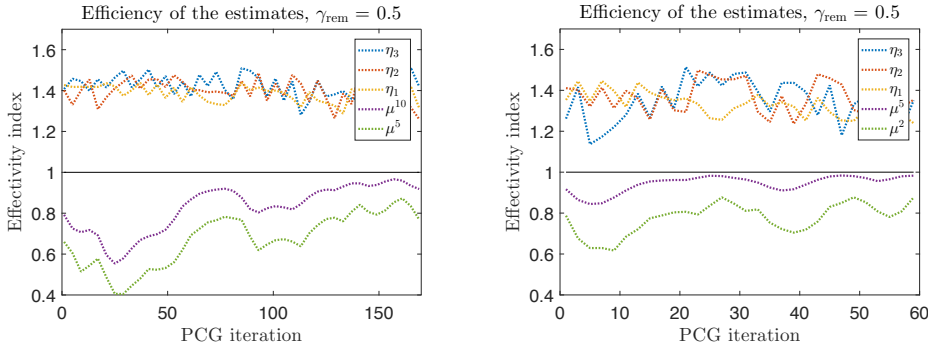 Efficiency of the estimates, γrem = 0.5
1.6
1.4
1.2
1
0.8
0.6
0.4
Effectivity index
η3
η2
η1
μ10
μ5
0 50 100 150
PCG iteration
Efficiency of the estimates, γrem = 0.5
1.6
1.4
1.2
1
0.8
0.6
0.4
Effectivity index
η3
η2
η1
μ5
μ2
0 10 20 30 40 50 60
PCG iteration